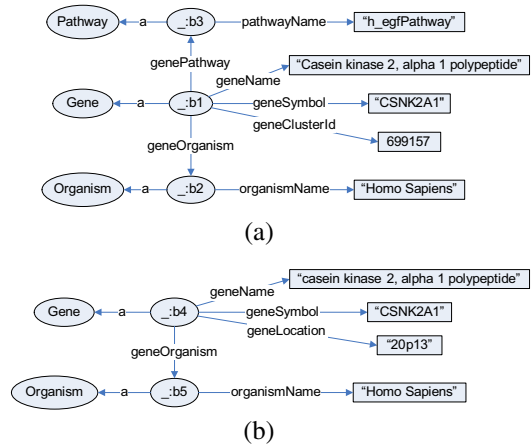 Pathway a _:b3 pathwayName "h_egfPathway"
genePathway
geneName "Casein kinase 2, alpha 1 polypeptide"
Gene a _:b1 geneSymbol "CSNK2A1"
geneClusterId
699157
geneOrganism
Organism a _:b2 organismName "Homo Sapiens"
(a)
geneName "casein kinase 2, alpha 1 polypeptide"
Gene a _:b4 geneSymbol "CSNK2A1"
geneLocation
"20p13"
geneOrganism
Organism a _:b5 organismName "Homo Sapiens"
(b)